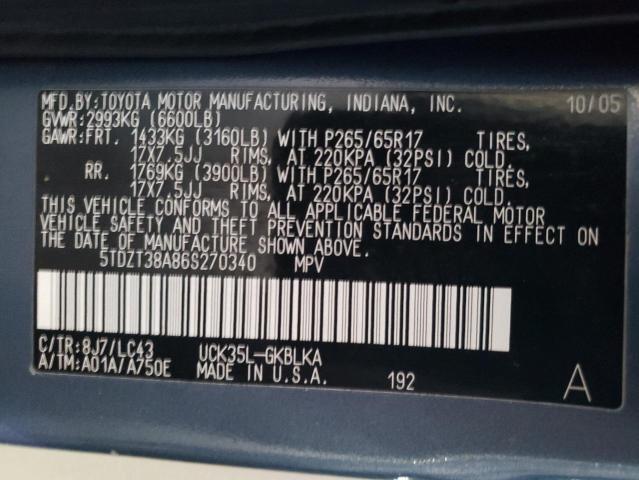 MFD.BY:TOYOTA MOTOR MANUFACTURING, INDIANA, INC. 10/05
GVWR:2993KG (6600LB)
GAWR:FRT. 1433KG (3160LB) WITH P265/65R17 TIRES,
17X7.5JJ RIMS, AT 220KPA (32PSI) COLD.
RR. 1769KG (3900LB) WITH P265/65R17 TIRES,
17X7.5JJ RIMS, AT 220KPA (32PSI) COLD.
THIS VEHICLE CONFORMS TO ALL APPLICABLE FEDERAL MOTOR
VEHICLE SAFETY AND THEFT PREVENTION STANDARDS IN EFFECT ON
THE DATE OF MANUFACTURE SHOWN ABOVE.
5TDZT38A86S270340 MPV
C/TR:8J7/LC43 UCK35L-GKBLKA
A/TM:A01A/A750E MADE IN U.S.A. 192 A